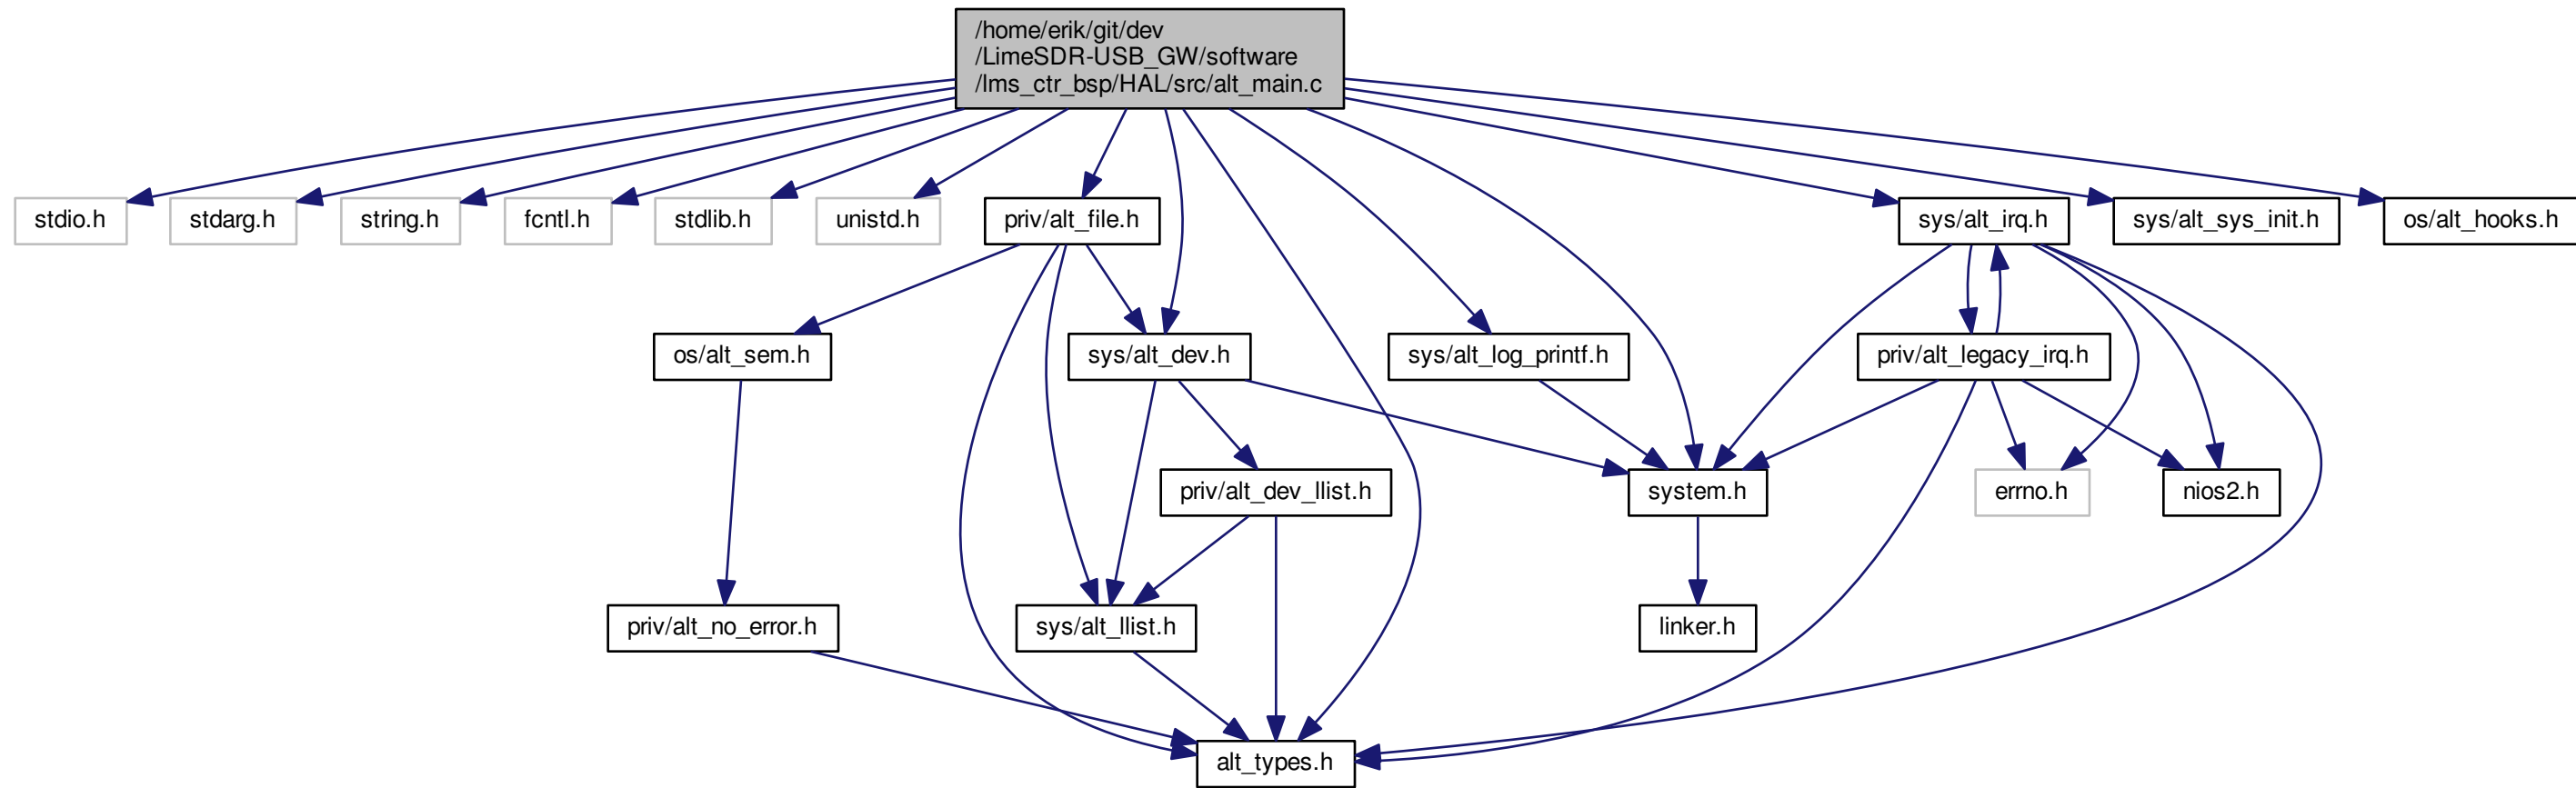 /home/erik/git/dev
/LimeSDR-USB_GW/software
/lms_ctr_bsp/HAL/src/alt_main.c
stdio.h
stdarg.h
string.h
fcntl.h
stdlib.h
unistd.h
priv/alt_file.h
sys/alt_irq.h
sys/alt_sys_init.h
os/alt_hooks.h
os/alt_sem.h
sys/alt_dev.h
sys/alt_log_printf.h
priv/alt_legacy_irq.h
priv/alt_dev_llist.h
system.h
errno.h
nios2.h
priv/alt_no_error.h
sys/alt_llist.h
linker.h
alt_types.h